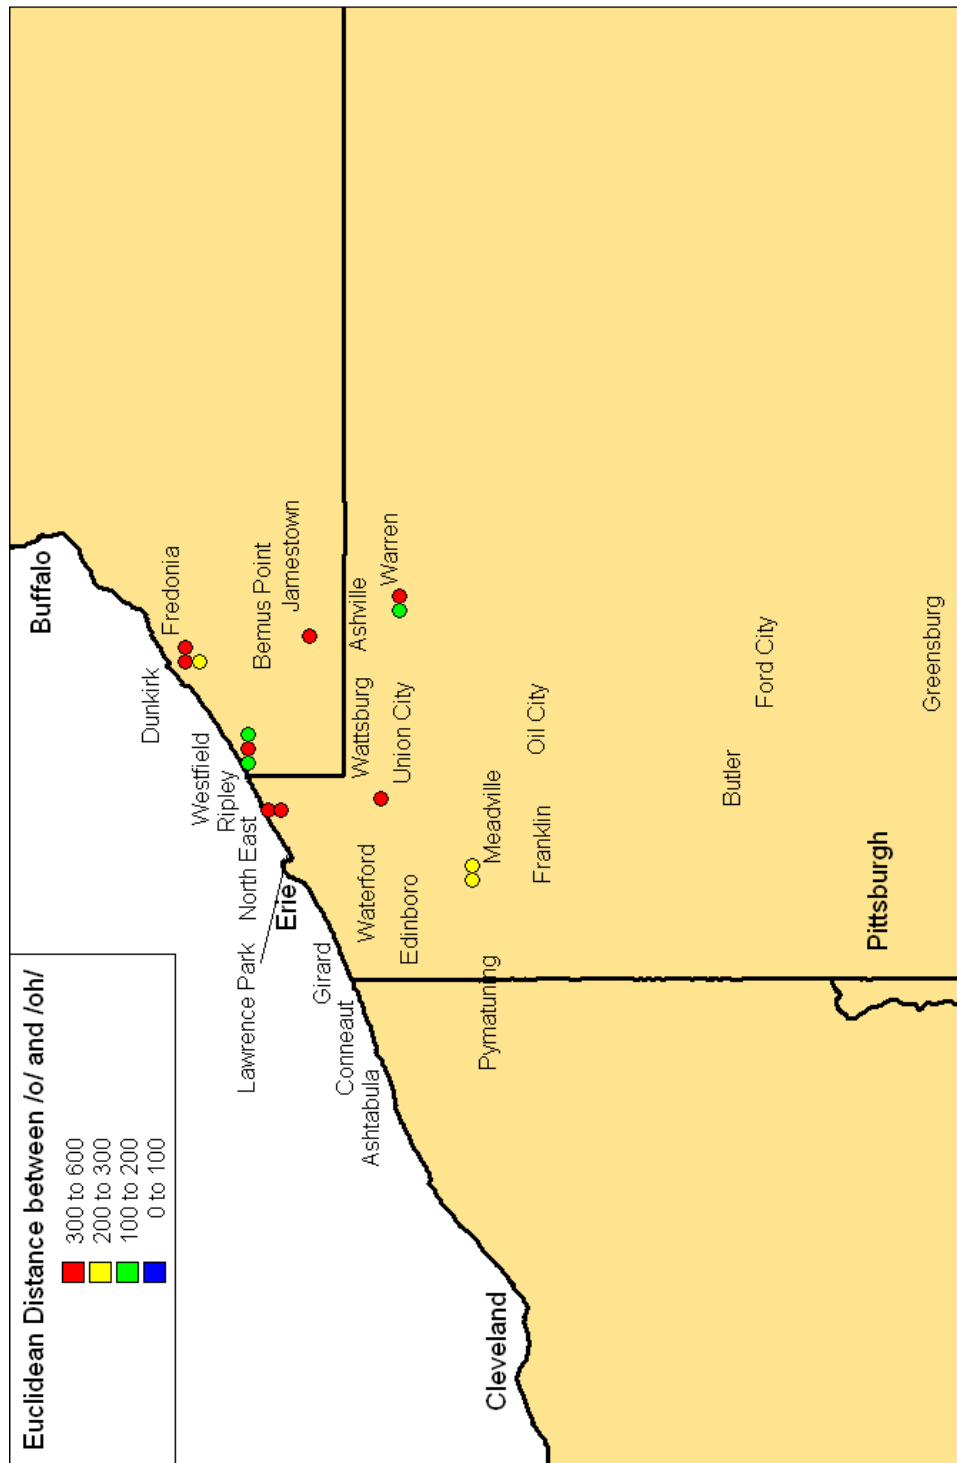 Euclidean Distance between /o/ and /oh/
300 to 600
200 to 300
100 to 200
0 to 100
Buffalo
Dunkirk
Fredonia
Westfield
Ripley
Bemus Point
Jamestown
North East
Lawrence Park
Erie
Ashville
Warren
Wattsburg
Union City
Waterford
Edinboro
Girard
Conneaut
Ashtabula
Meadville
Pymatuning
Cleveland
Oil City
Franklin
Ford City
Butler
Pittsburgh
Greensburg